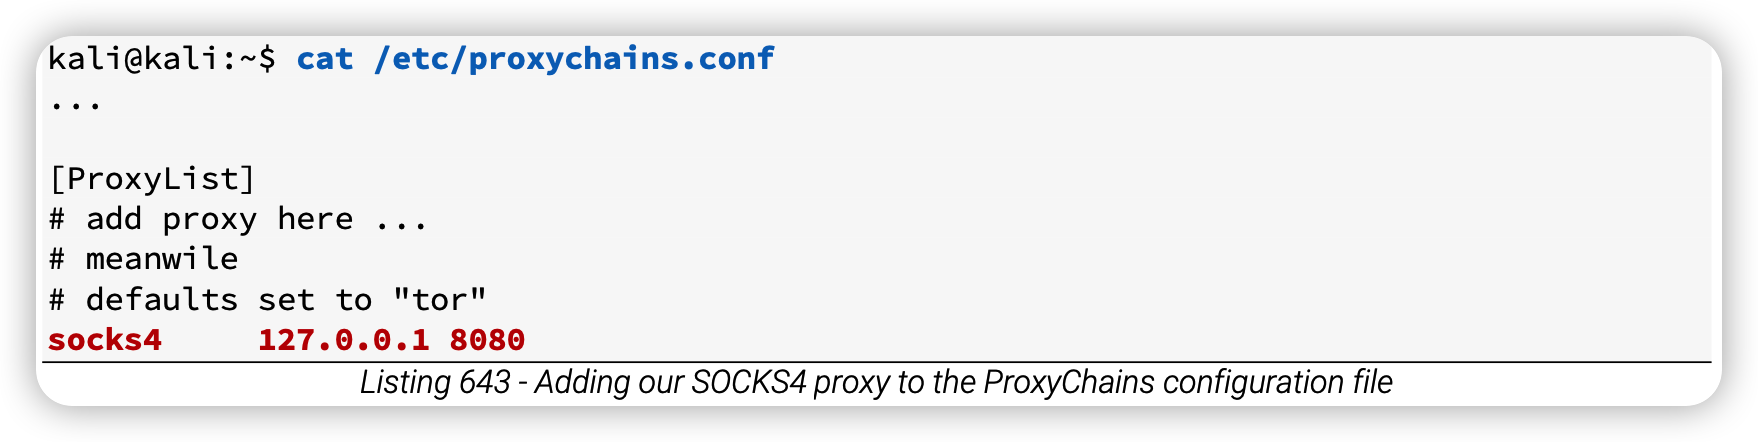 kali@kali:~$ cat /etc/proxychains.conf
...
[ProxyList]
# add proxy here ...
# meanwile
# defaults set to "tor"
socks4     127.0.0.1 8080
Listing 643 - Adding our SOCKS4 proxy to the ProxyChains configuration file